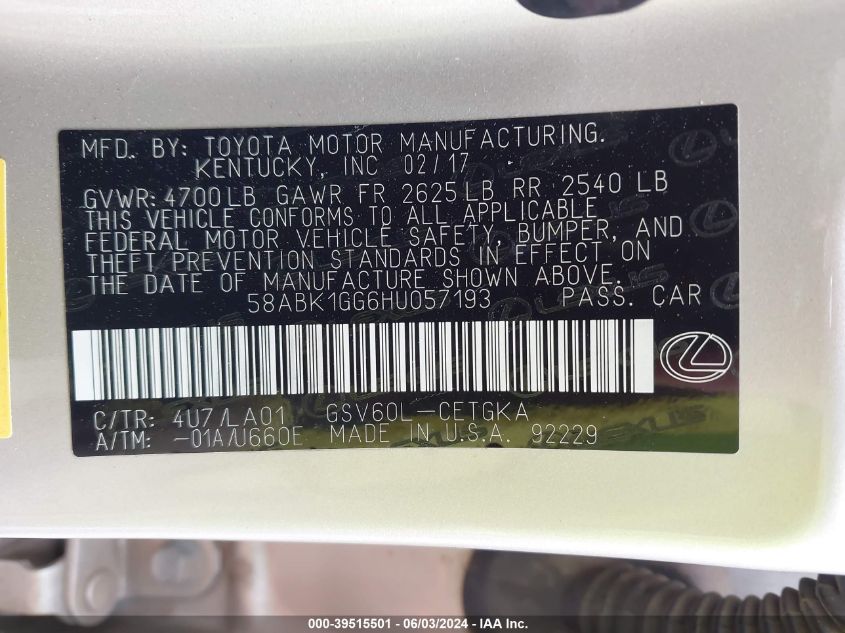 MFD. BY: TOYOTA MOTOR MANUFACTURING.
KENTUCKY, INC 02/17
GVWR: 4700LB GAWR FR 2625LB RR 2540 LB
THIS VEHICLE CONFORMS TO ALL APPLICABLE
FEDERAL MOTOR VEHICLE SAFETY, BUMPER, AND
THEFT PREVENTION STANDARDS IN EFFECT ON
THE DATE OF MANUFACTURE SHOWN ABOVE.
58ABK1GG6HU057193 PASS. CAR
C/TR: 4U7/LA01 GSV60L-CETGKA
A/TM: -01A/U660E MADE IN U.S.A. 92229
000-39515501 - 06/03/2024 - IAA Inc.